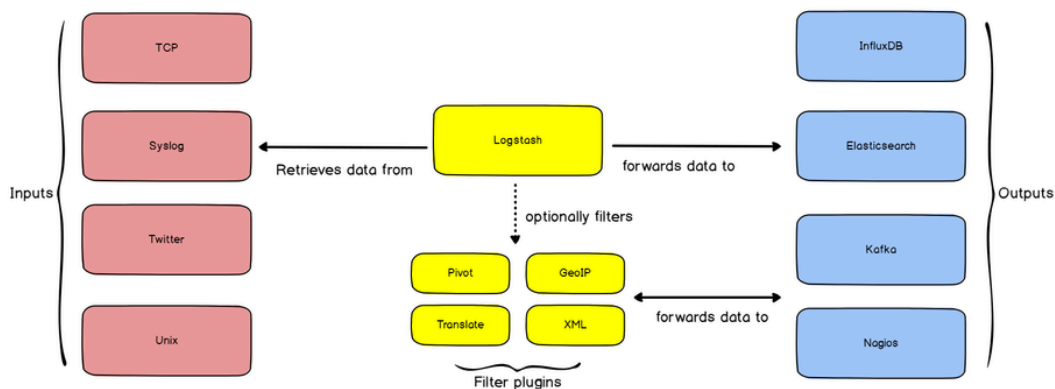 TCP
InfluxDB
Syslog
Logstash
Elasticsearch
Retrieves data from
forwards data to
Inputs
Outputs
optionally filters
Twitter
Kafka
Pivot
GeoIP
forwards data to
Translate
XML
Unix
Nagios
Filter plugins